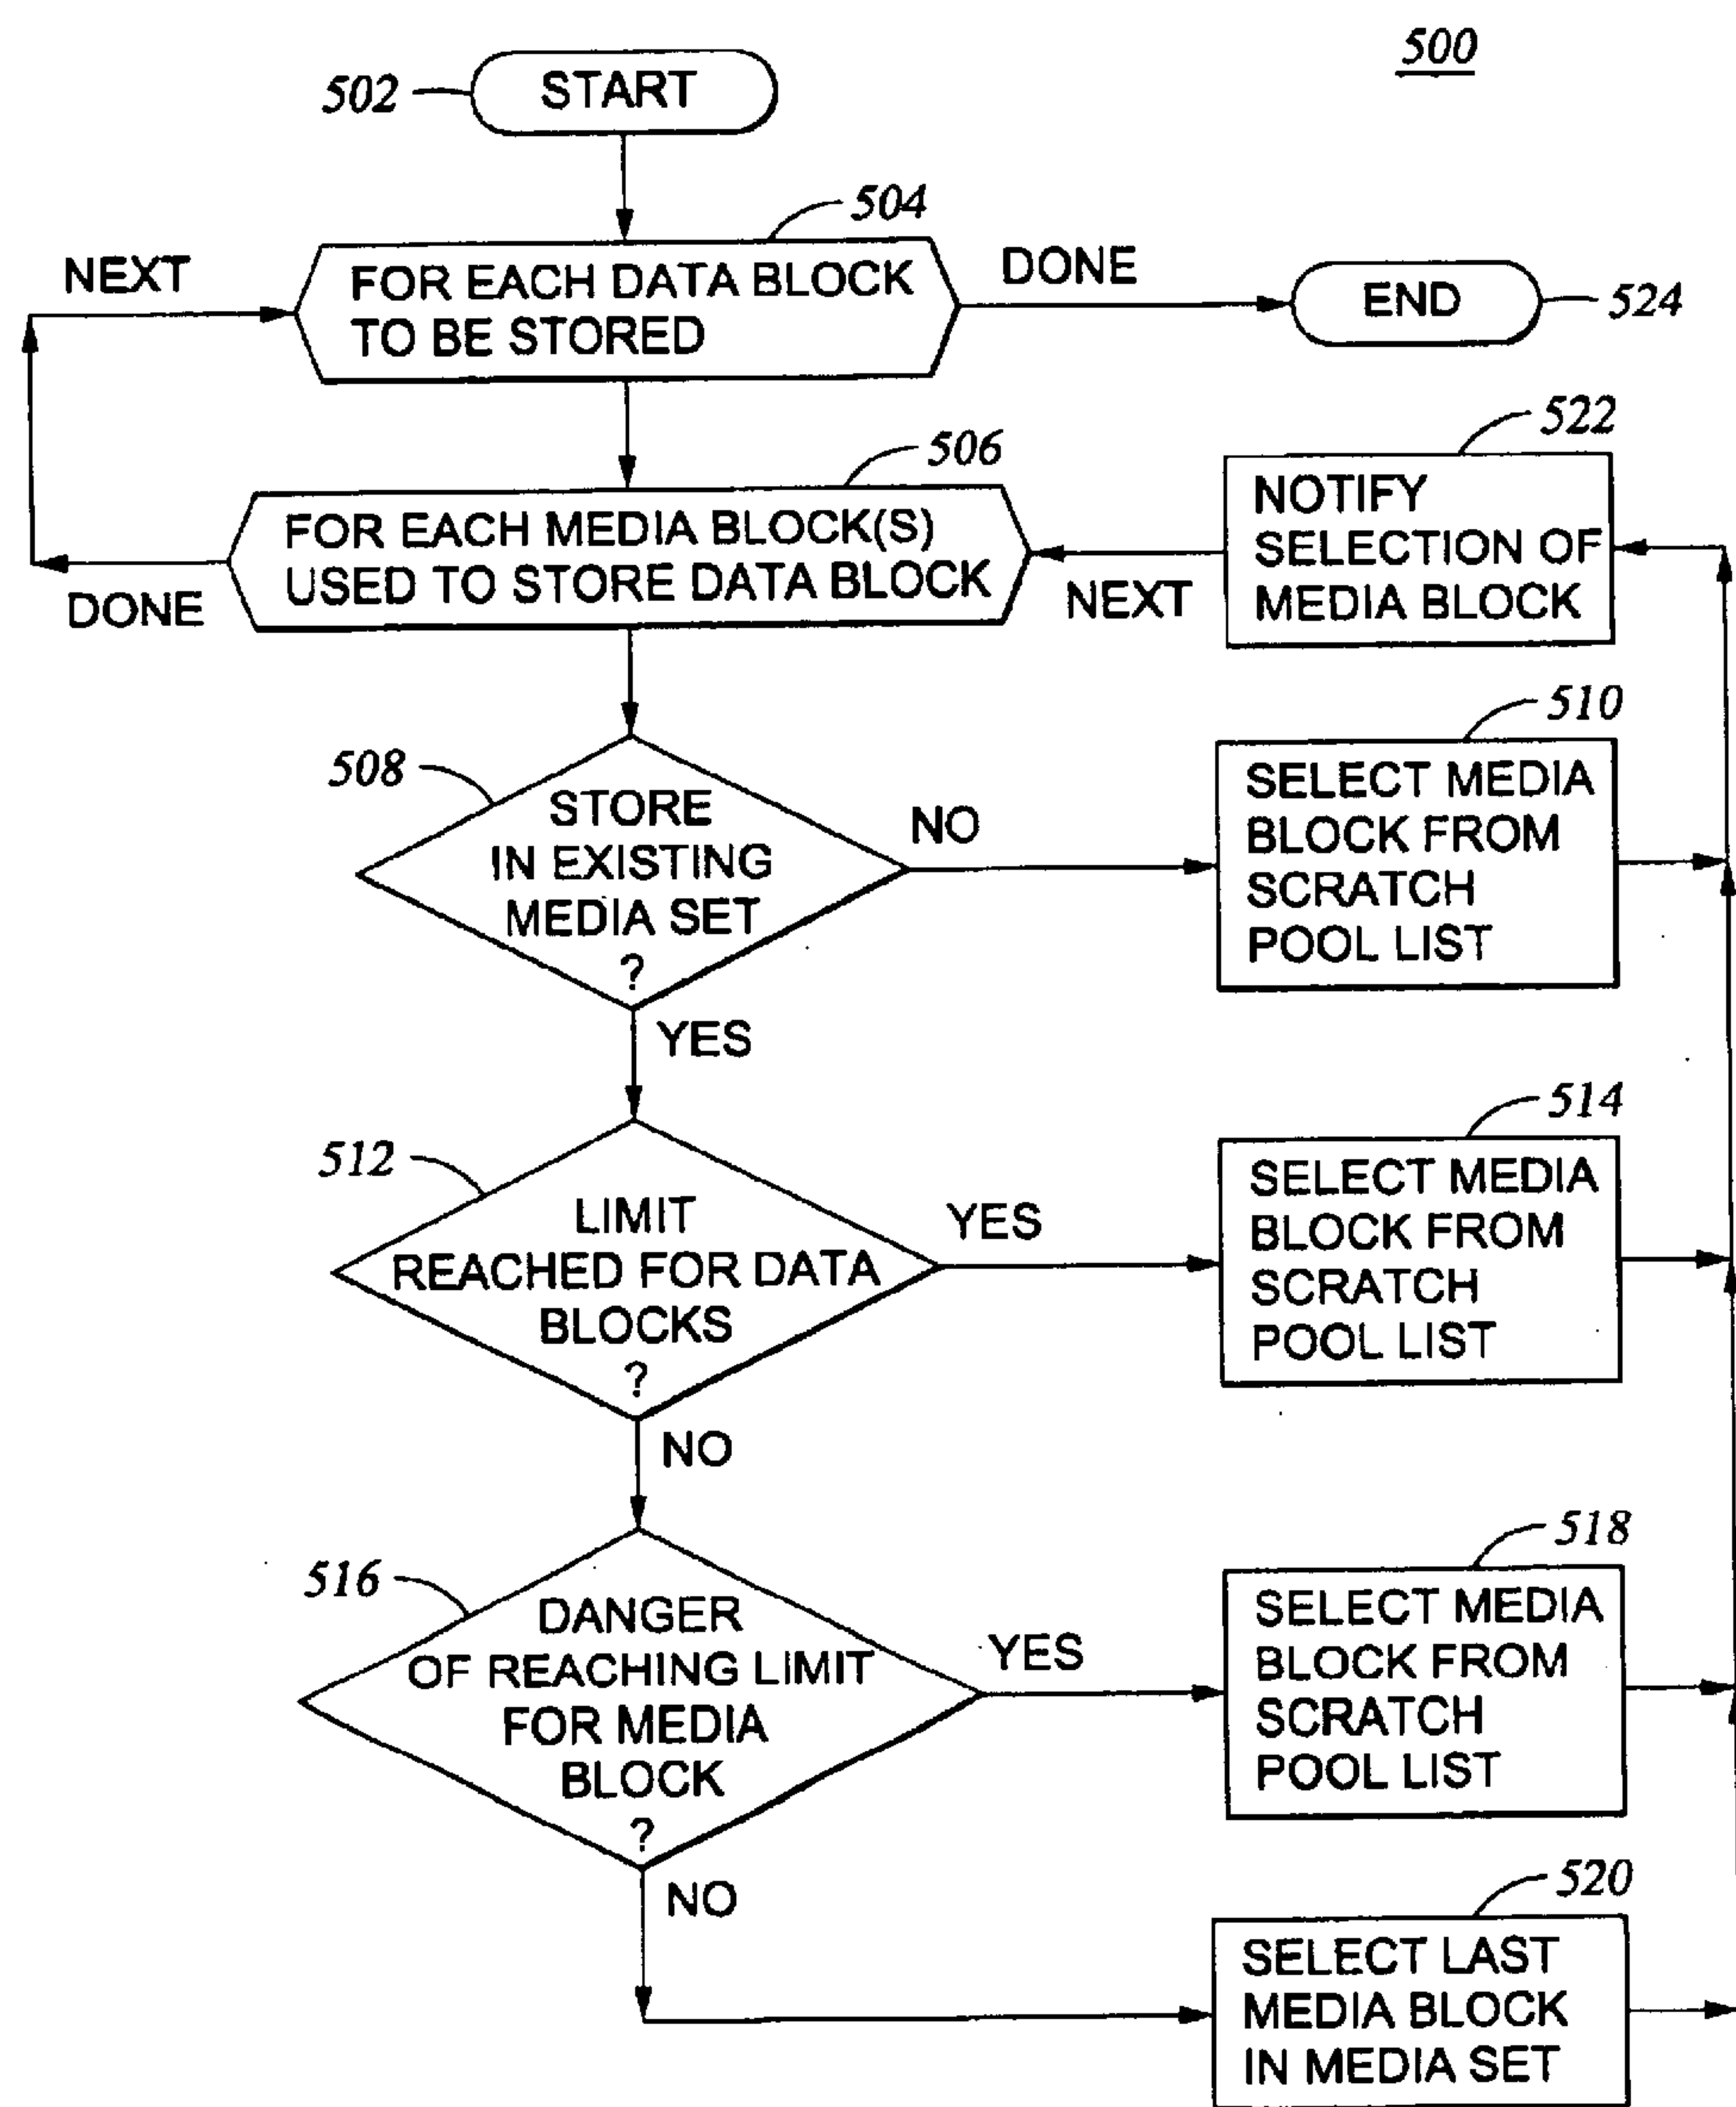 500
502
START
504
NEXT
FOR EACH DATA BLOCK
TO BE STORED
DONE
END
524
506
FOR EACH MEDIA BLOCK(S)
USED TO STORE DATA BLOCK
DONE
NEXT
522
NOTIFY
SELECTION OF
MEDIA BLOCK
508
STORE
IN EXISTING
MEDIA SET
?
NO
510
SELECT MEDIA
BLOCK FROM
SCRATCH
POOL LIST
YES
512
LIMIT
REACHED FOR DATA
BLOCKS
?
YES
514
SELECT MEDIA
BLOCK FROM
SCRATCH
POOL LIST
NO
516
DANGER
OF REACHING LIMIT
FOR MEDIA
BLOCK
?
YES
518
SELECT MEDIA
BLOCK FROM
SCRATCH
POOL LIST
NO
520
SELECT LAST
MEDIA BLOCK
IN MEDIA SET